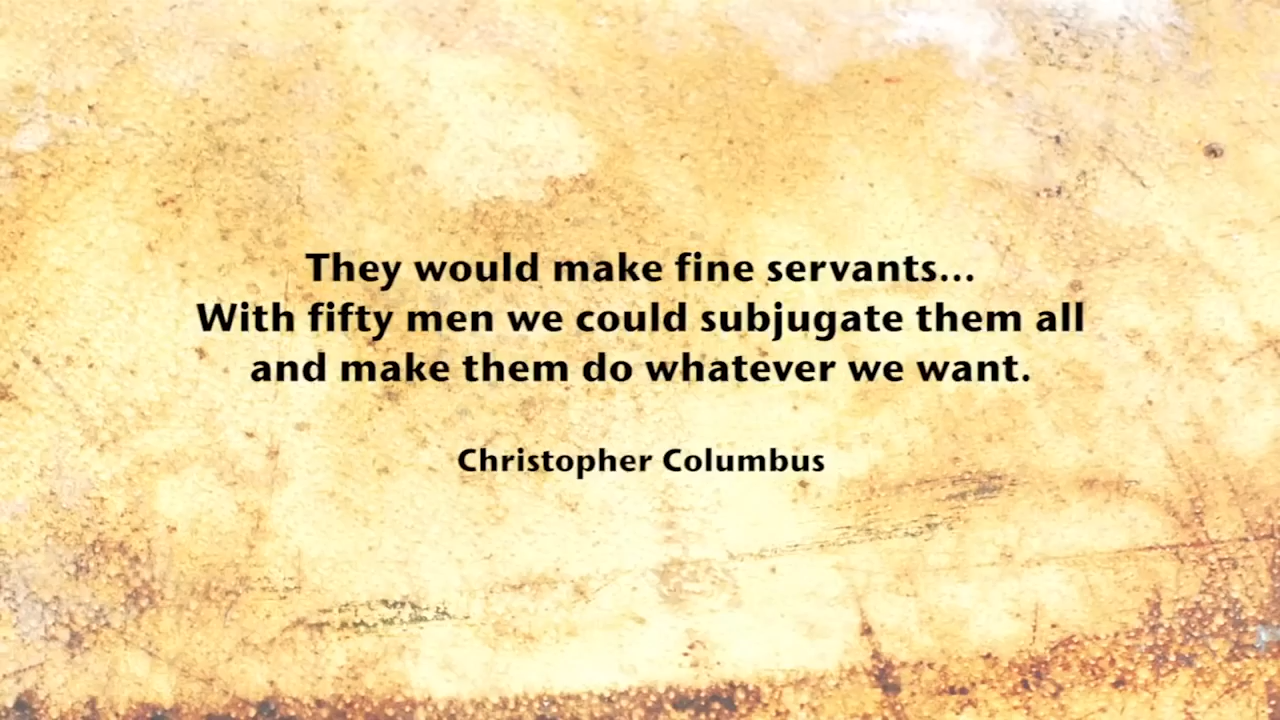 They would make fine servants...
With fifty men we could subjugate them all
and make them do whatever we want.
Christopher Columbus